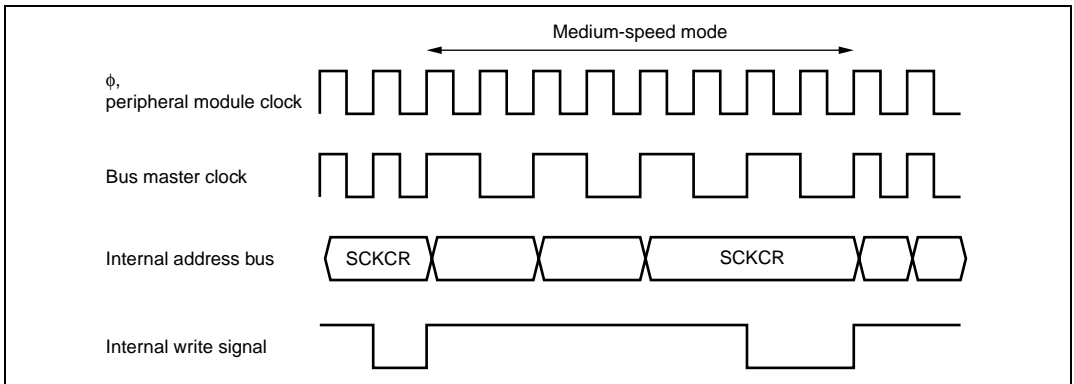 Medium-speed mode
ϕ,
peripheral module clock
Bus master clock
Internal address bus
SCKCR
SCKCR
Internal write signal